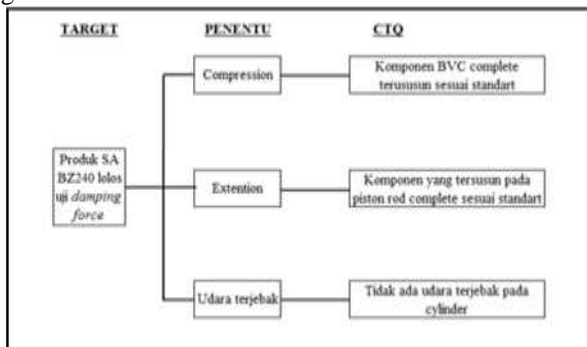 g
TARGET PENENTU CTQ
Compression
Komponen BVC complete
terususun sesuai standart
Produk SA
BZ240 lolos
uji damping
force
Extention
Komponen yang tersusun pada
piston rod complete sesuai standart
Udara terjebak
Tidak ada udara terjebak pada
cylinder